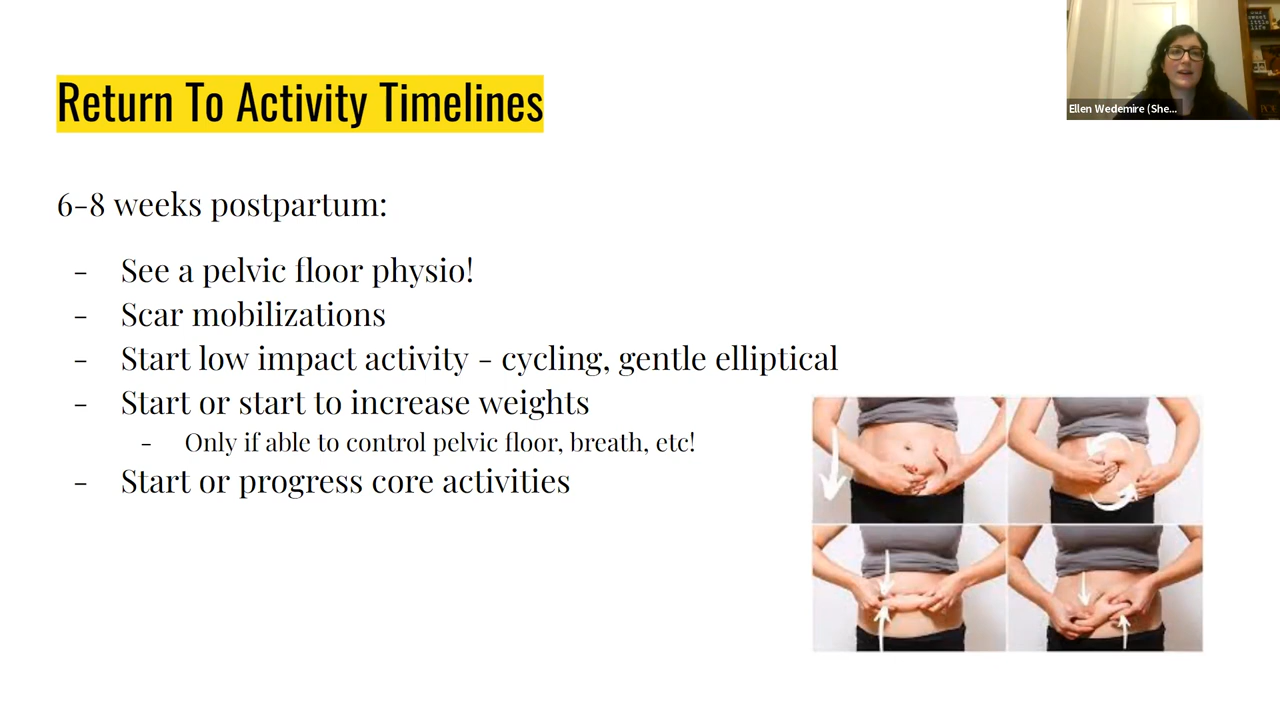 Return To Activity Timelines
Ellen Wedemire (She...
6-8 weeks postpartum:
- See a pelvic floor physio!
- Scar mobilizations
- Start low impact activity - cycling, gentle elliptical
- Start or start to increase weights
- Only if able to control pelvic floor, breath, etc!
- Start or progress core activities